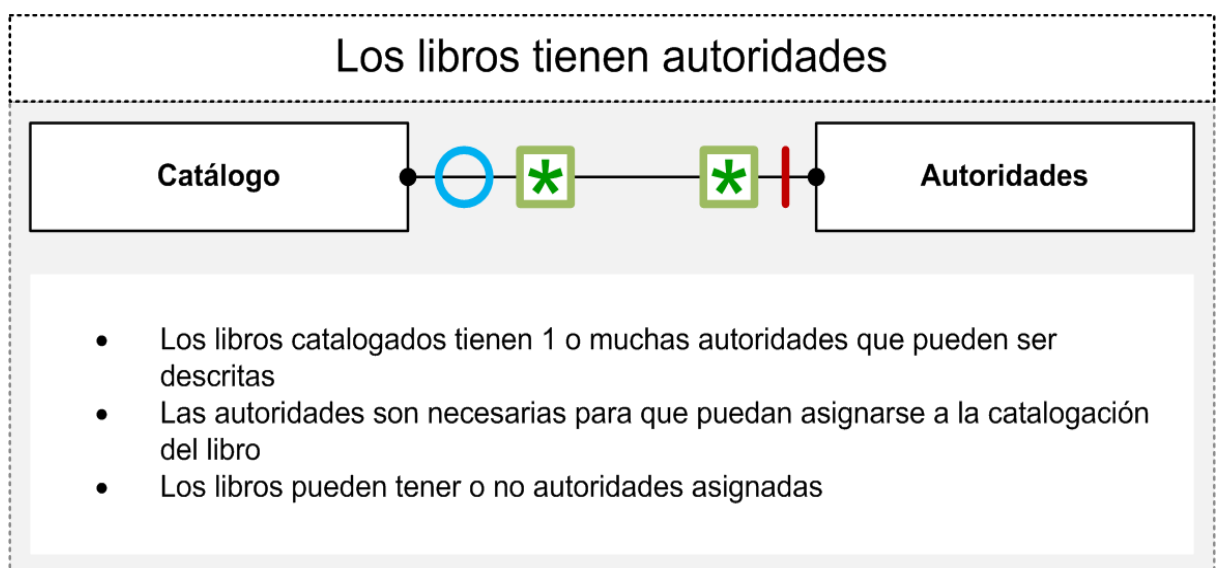 Los libros tienen autoridades
Catálogo * * Autoridades
• Los libros catalogados tienen 1 o muchas autoridades que pueden ser
descritas
• Las autoridades son necesarias para que puedan asignarse a la catalogación
del libro
• Los libros pueden tener o no autoridades asignadas